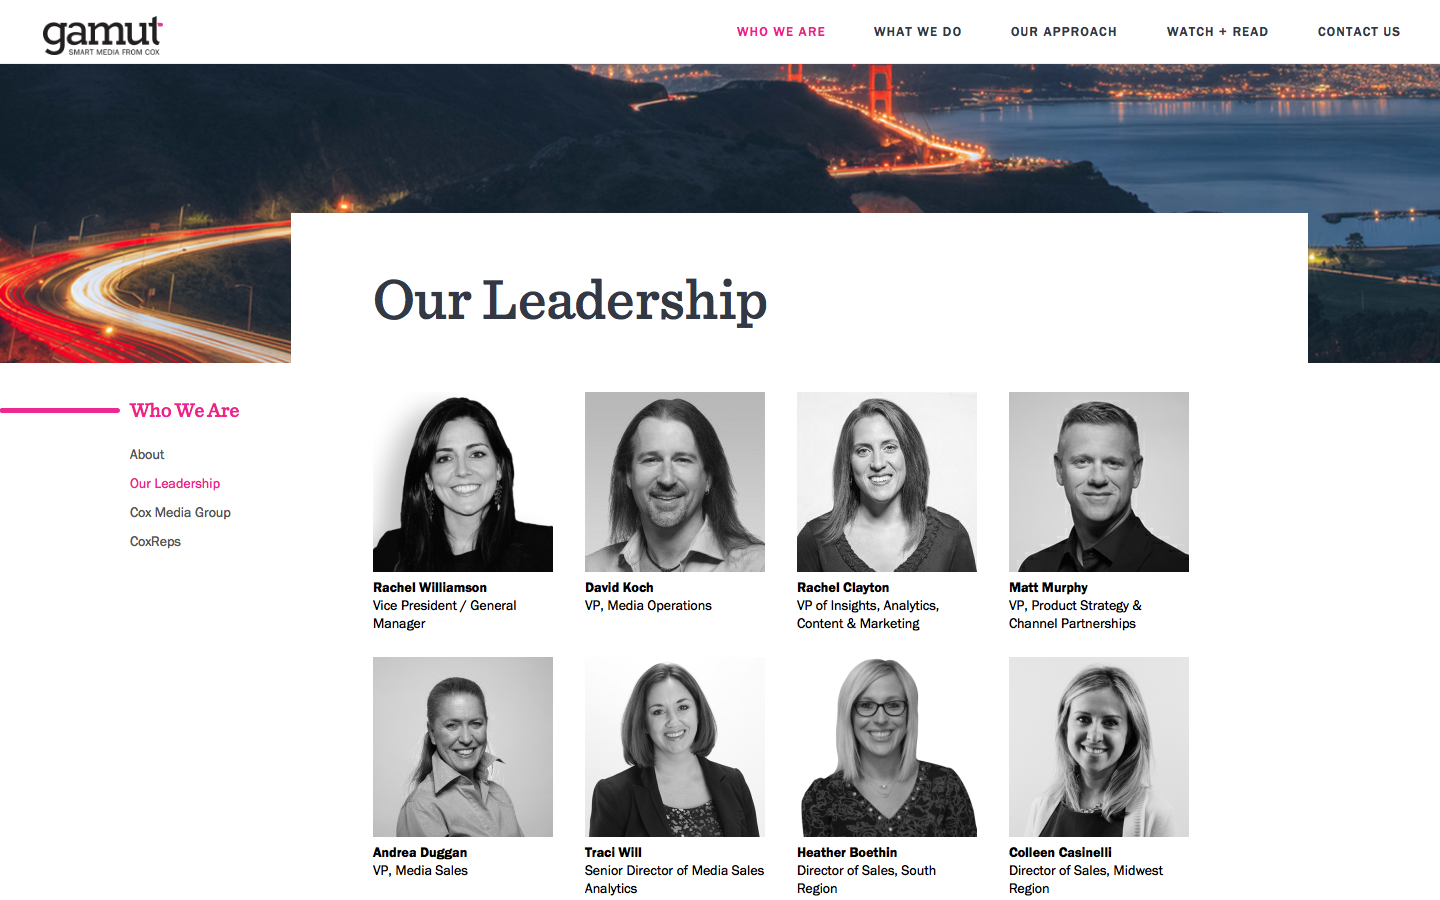 gamut
SMART MEDIA FROM COX
WHO WE ARE
WHAT WE DO
OUR APPROACH
WATCH + READ
CONTACT US
Our Leadership
Who We Are
About
Our Leadership
Cox Media Group
CoxReps
Rachel Williamson
Vice President / General
Manager
David Koch
VP, Media Operations
Rachel Clayton
VP of Insights, Analytics,
Content & Marketing
Matt Murphy
VP, Product Strategy &
Channel Partnerships
Andrea Duggan
VP, Media Sales
Traci Will
Senior Director of Media Sales
Analytics
Heather Boethin
Director of Sales, South
Region
Colleen Casinelli
Director of Sales, Midwest
Region